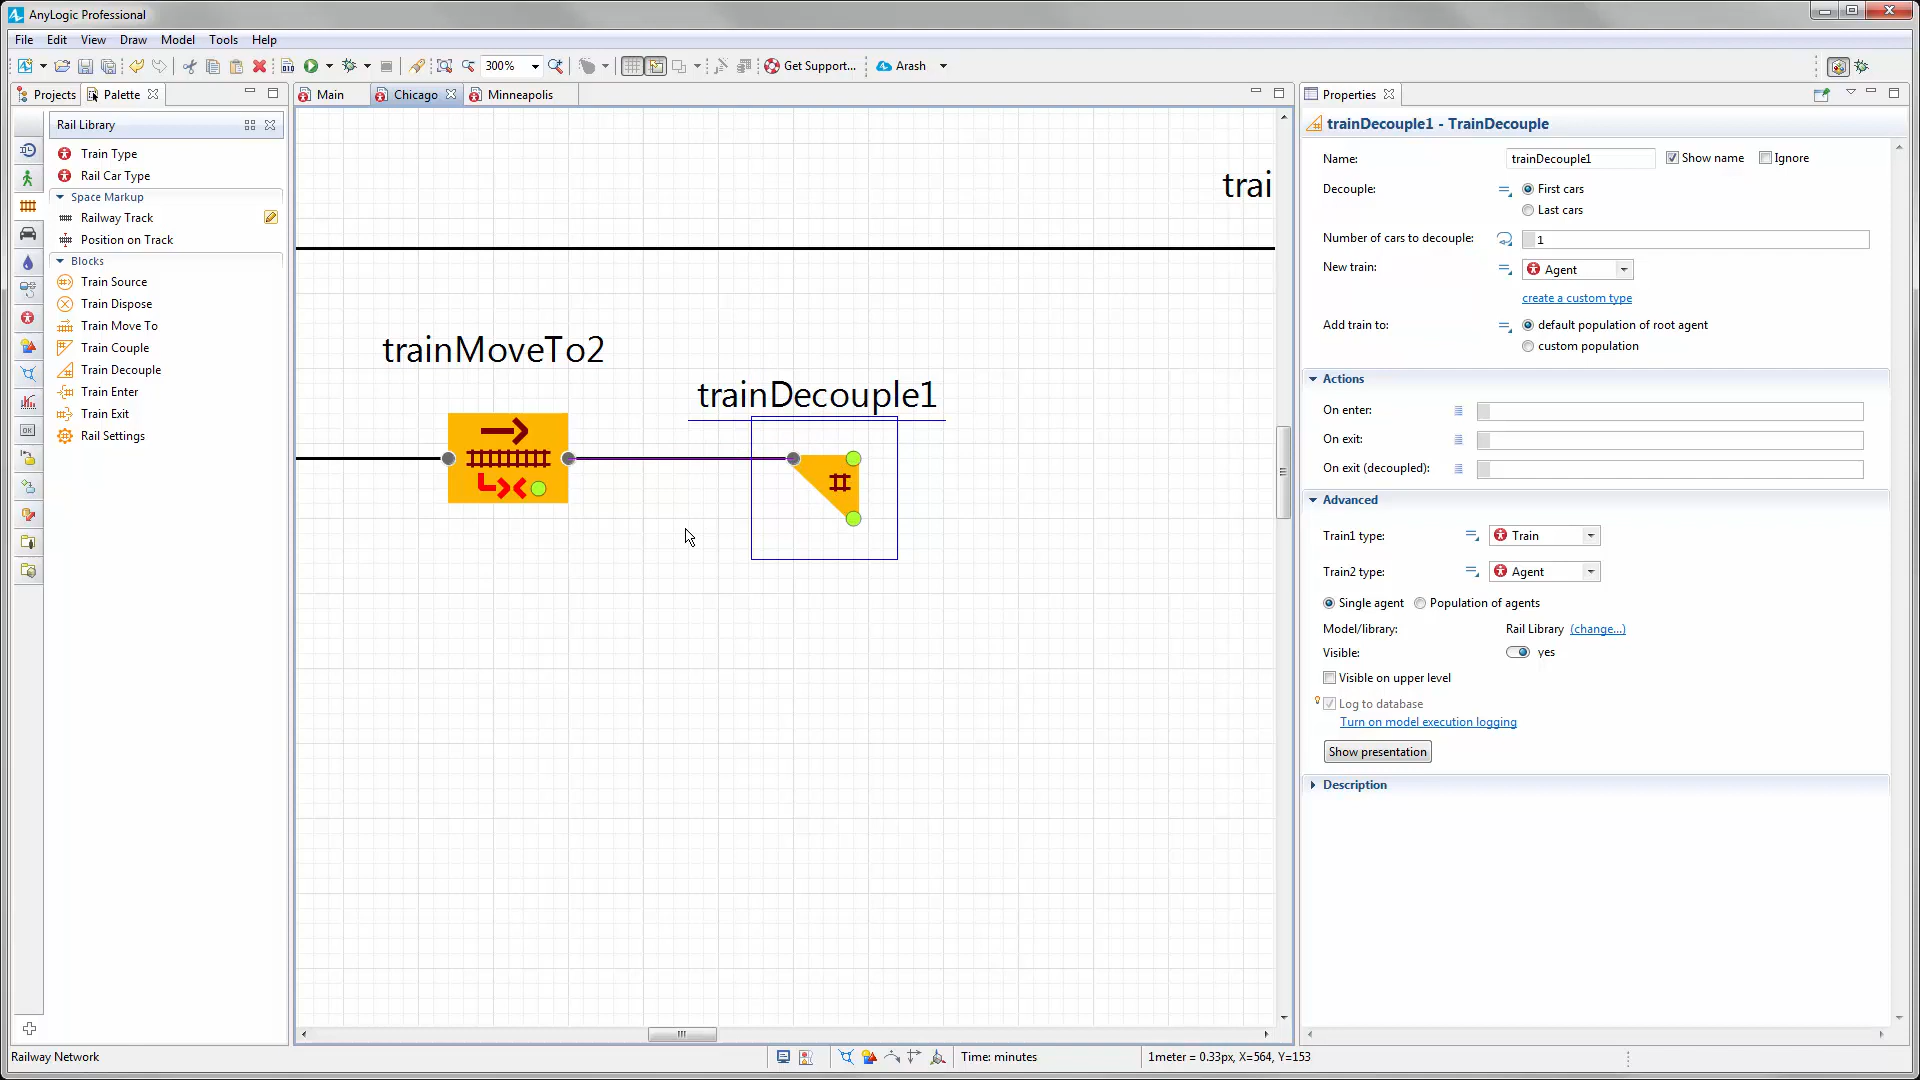 AnyLogic Professional
File Edit View Draw Model Tools Help
300% Get Support... Arash
Projects Palette
Main Chicago Minneapolis
Properties
Rail Library
Train Type
Rail Car Type
Space Markup
Railway Track
Position on Track
Blocks
Train Source
Train Dispose
Train Move To
Train Couple
Train Decouple
Train Enter
Train Exit
Rail Settings
trai
trainMoveTo2
trainDecouple1
trainDecouple1 - TrainDecouple
Name: trainDecouple1 Show name Ignore
Decouple: First cars
Last cars
Number of cars to decouple: 1
New train: Agent
create a custom type
Add train to: default population of root agent
custom population
Actions
On enter:
On exit:
On exit (decoupled):
Advanced
Train1 type: Train
Train2 type: Agent
Single agent Population of agents
Model/library: Rail Library (change...)
Visible: yes
Visible on upper level
Log to database
Turn on model execution logging
Show presentation
Description
Railway Network Time: minutes 1meter = 0.33px, X=564, Y=153